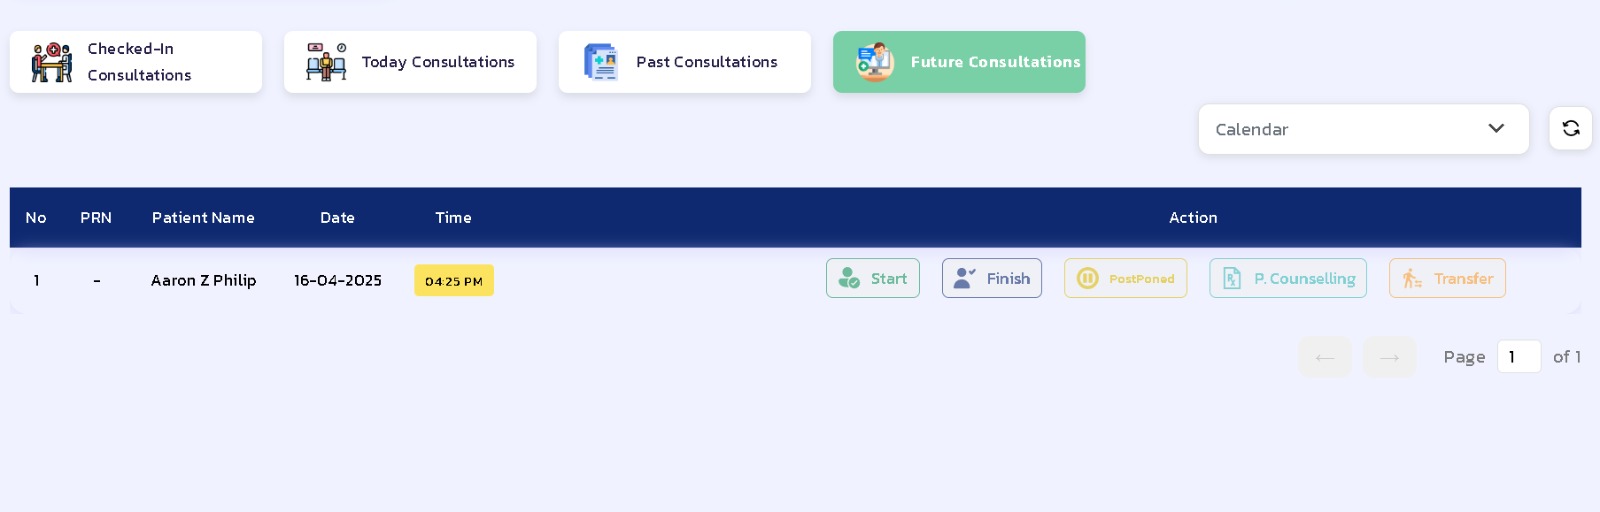 Checked-In
Consultations
Today Consultations
Past Consultations
Future Consultations
Calendar
No PRN Patient Name Date Time Action
1 - Aaron Z Philip 16-04-2025 04:25 PM Start Finish PostPoned P. Counselling Transfer
← → Page 1 of 1